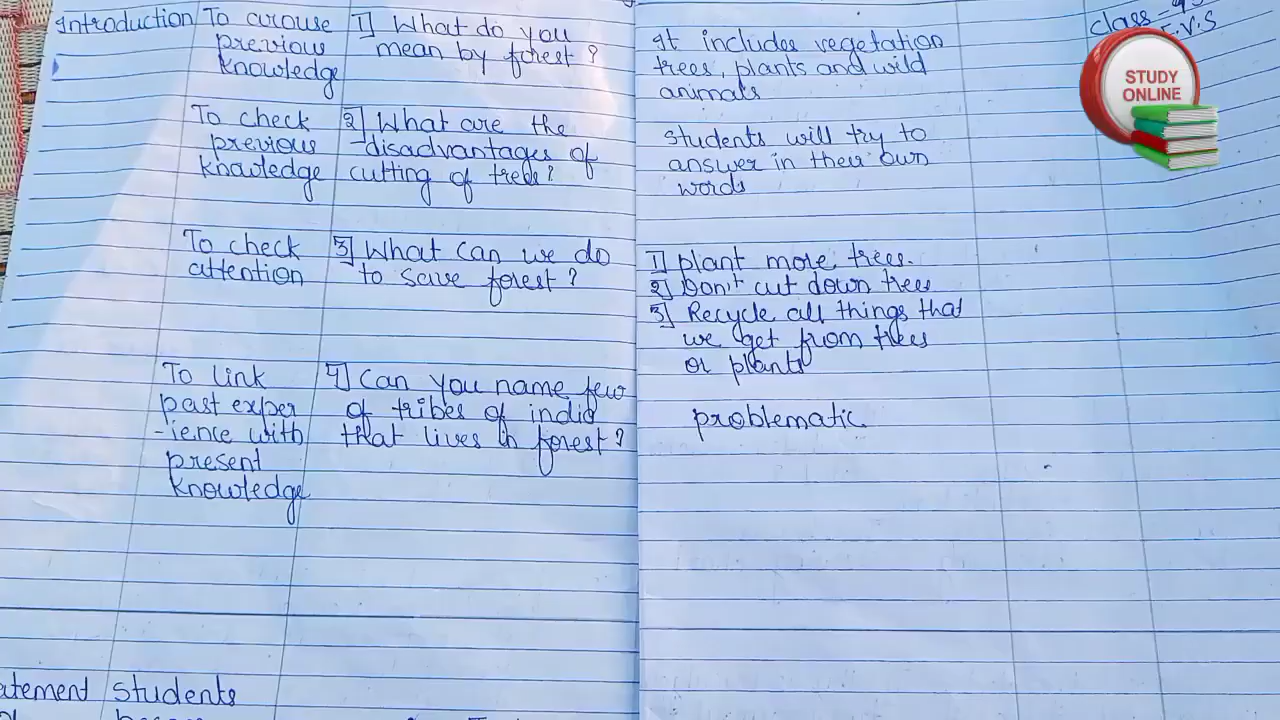 Introduction
To arouse
previous
knowledge
1] What do you
mean by forest?
It includes vegetation
trees, plants and wild
animals
class
E.V.S
STUDY
ONLINE
To check
previous
knowledge
2] What are the
-disadvantages of
cutting of trees?
students will try to
answer in their own
words
To check
attention
3] What can we do
to save forest?
1] plant more trees.
2] Don't cut down trees
3] Recycle all things that
we get from trees
or plants
To link
past exper
-ience with
present
knowledge
4] Can you name few
of tribes of india
that lives in forest?
problematic
atement
students